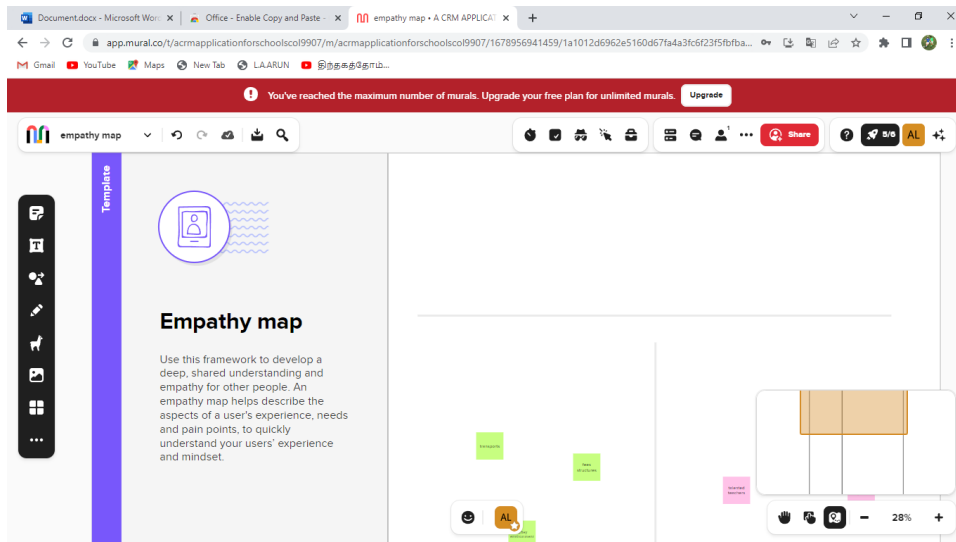 Document.docx - Microsoft Word
Office - Enable Copy and Paste -
empathy map • A CRM APPLICAT
app.mural.co/t/acrmapplicationforschoolscol9907/m/acrmapplicationforschoolscol9907/1678956941459/1a1012d6962e5160d67fa4a3fc6f23f5fbfba...
Gmail
YouTube
Maps
New Tab
L.A.ARUN
You've reached the maximum number of murals. Upgrade your free plan for unlimited murals.
Upgrade
empathy map
1
Share
5/6
AL
Template
Empathy map
Use this framework to develop a
deep, shared understanding and
empathy for other people. An
empathy map helps describe the
aspects of a user's experience, needs
and pain points, to quickly
understand your users' experience
and mindset.
Fees
structures
AL
28%